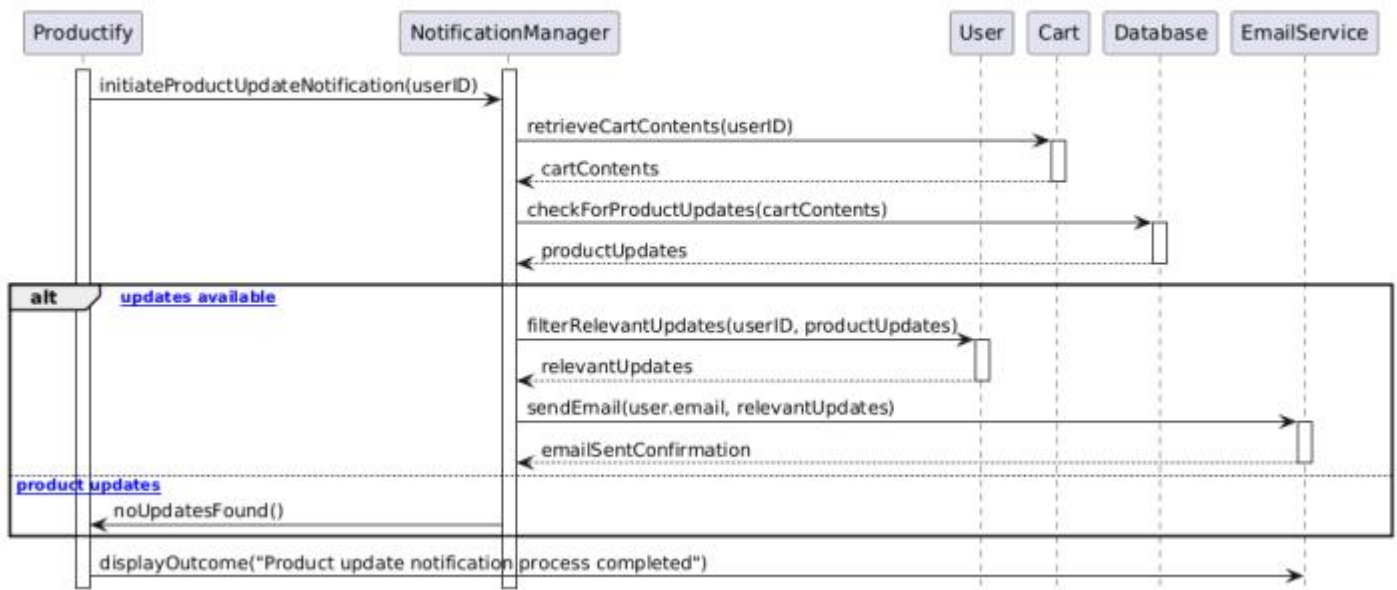 Productify NotificationManager User Cart Database EmailService
initiateProductUpdateNotification(userID)
retrieveCartContents(userID)
cartContents
checkForProductUpdates(cartContents)
productUpdates
alt updates available
filterRelevantUpdates(userID, productUpdates)
relevantUpdates
sendEmail(user.email, relevantUpdates)
emailSentConfirmation
product updates
noUpdatesFound()
displayOutcome("Product update notification process completed")